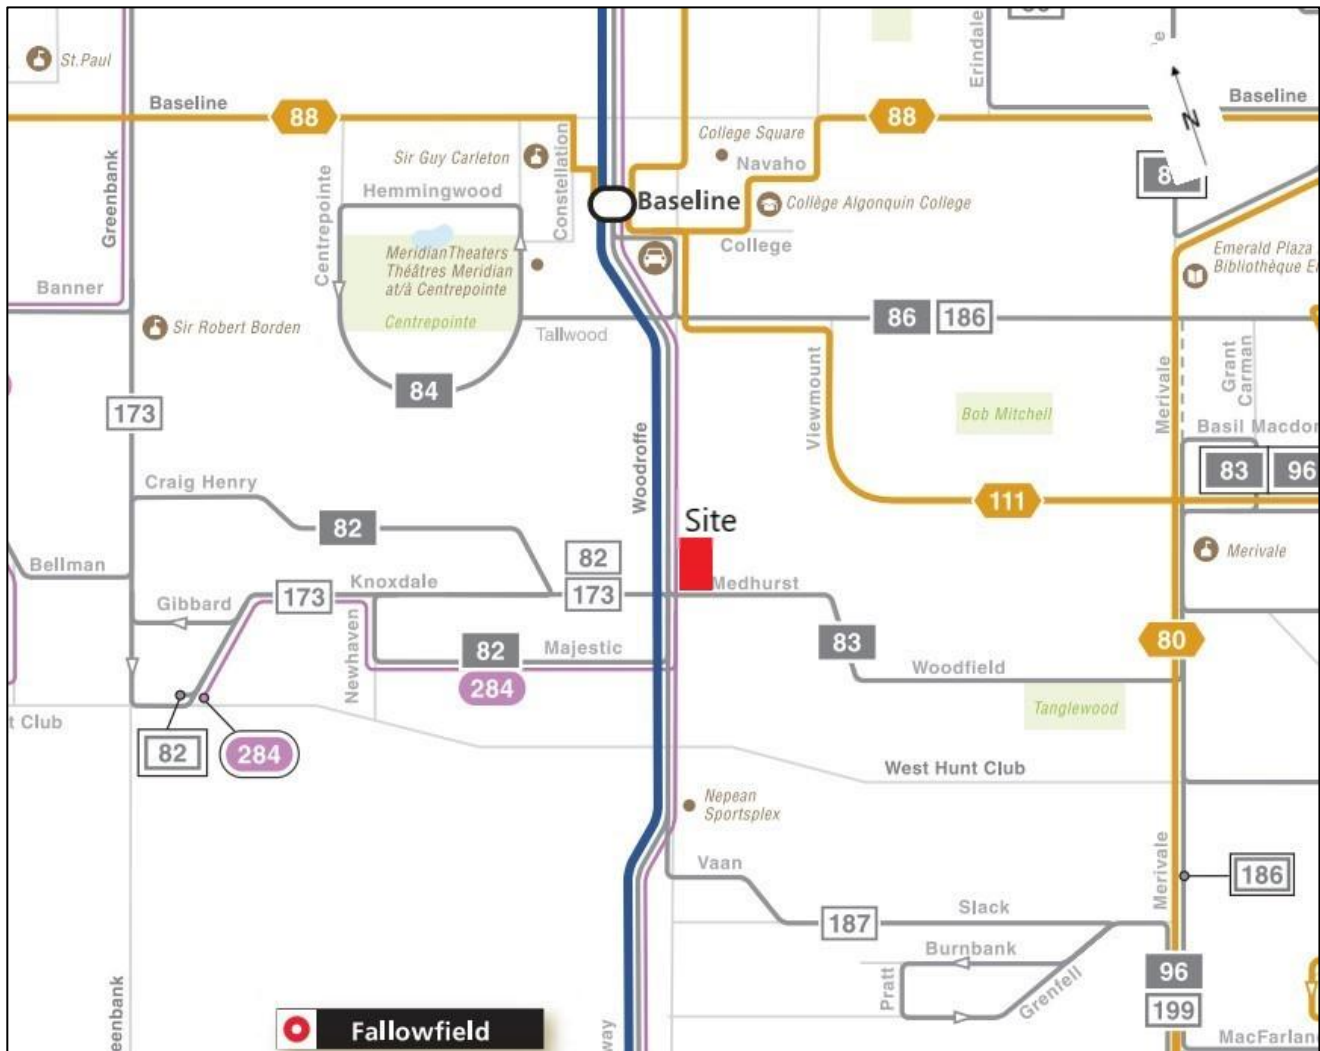 St.Paul
Erindale
Baseline
88
88
Baseline
N
College Square
Navaho
Sir Guy Carleton
Constellation
Hemmingwood
Greenbank
Centrepointe
Baseline
Collège Algonquin College
College
Meridian Theaters
Théâtres Meridian
at/à Centrepointe
Emerald Plaza
Banner
Centrepointe
Sir Robert Borden
Tallwood
86
186
Viewmount
Merivale
Grant
Carman
84
173
Bob Mitchell
Woodroffe
Basil
83
96
Craig Henry
111
82
Site
82
Merivale
Bellman
Knoxdale
173
173
Medhurst
Gibbard
Newhaven
82
Majestic
83
80
284
Woodfield
Tanglewood
t Club
82
284
West Hunt Club
Nepean
Sportsplex
Merivale
Vaan
186
Slack
187
Burnbank
Pratt
Grenfell
96
199
eenbank
Fallowfield
way
MacFarlan